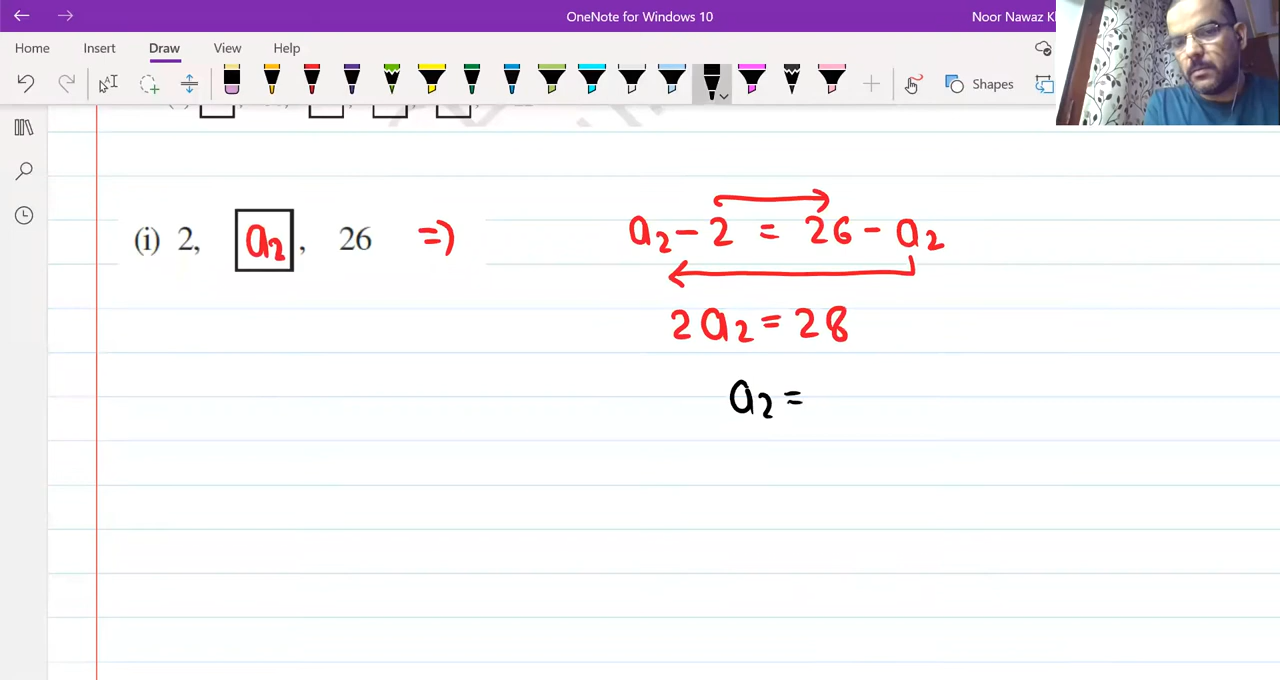 OneNote for Windows 10
Noor Nawaz
Home Insert Draw View Help
Shapes
(i) 2, a₂, 26 =>
a₂ - 2 = 26 - a₂
2a₂ = 28
a₂ =